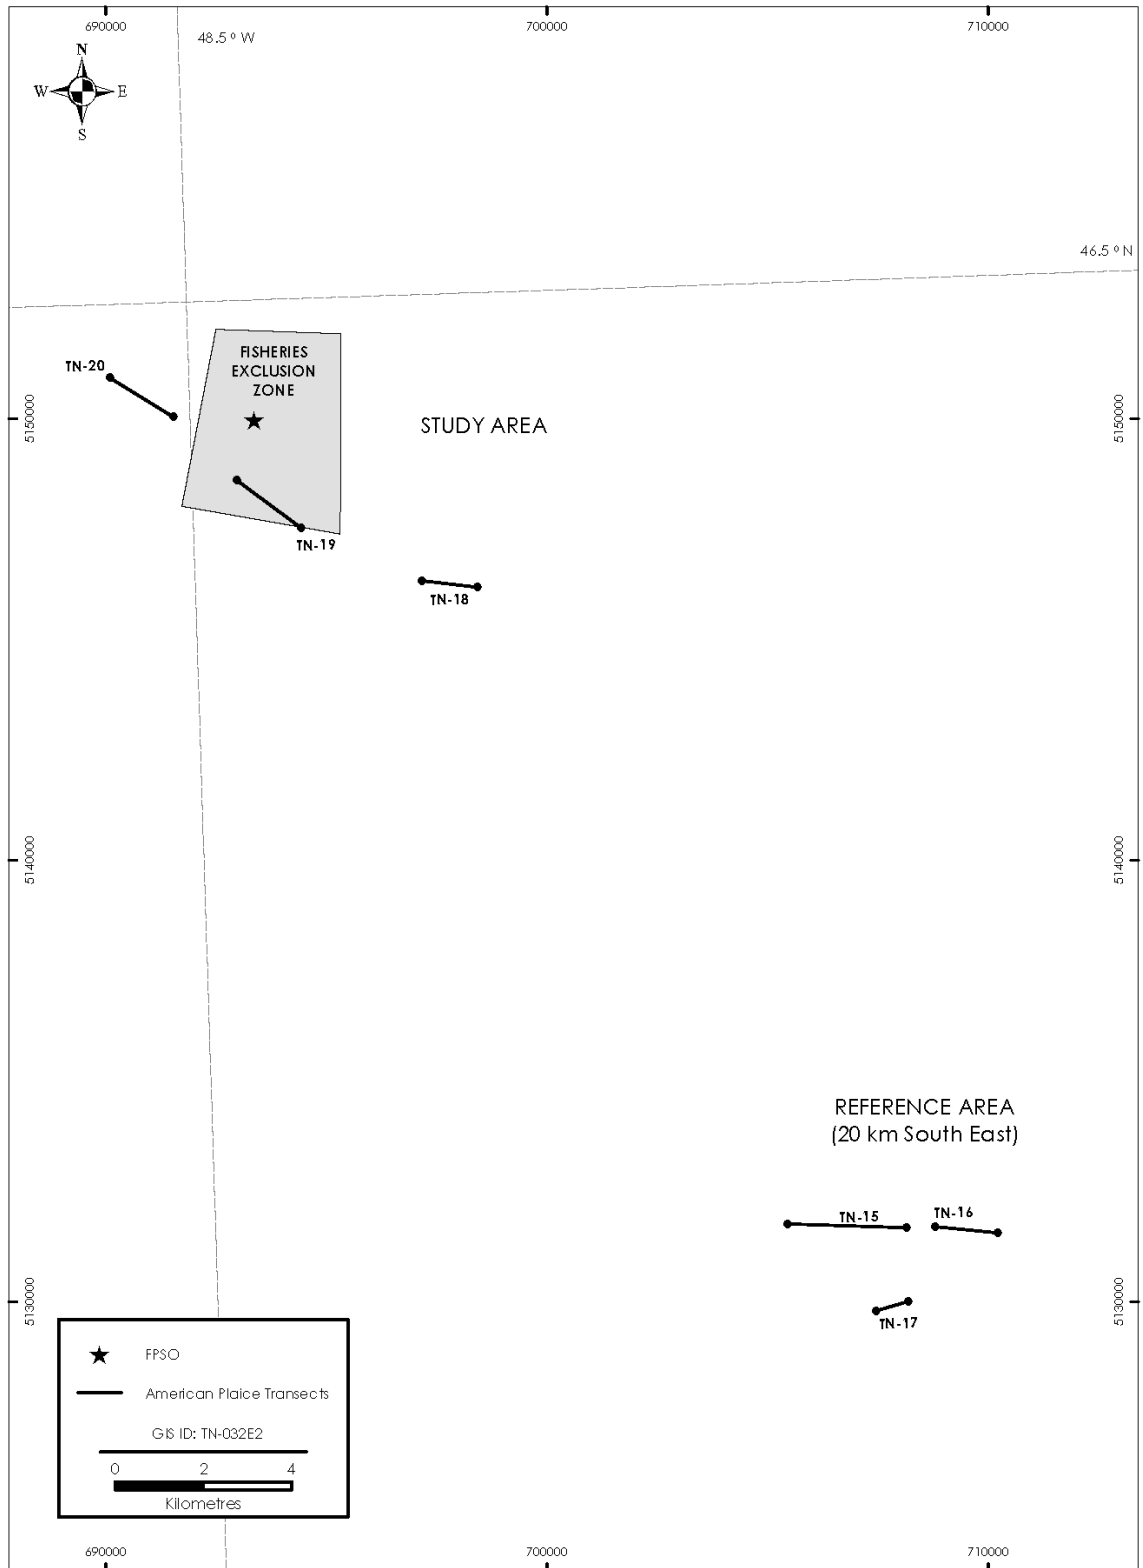 690000
700000
710000
48.5 ° W
N
W
E
S
46.5 ° N
FISHERIES
EXCLUSION
ZONE
TN-20
5150000
STUDY AREA
5150000
TN-19
TN-18
5140000
5140000
REFERENCE AREA
(20 km South East)
TN-15
TN-16
5130000
5130000
TN-17
FPSO
American Plaice Transects
GIS ID: TN-032E2
0 2 4
Kilometres
690000
700000
710000